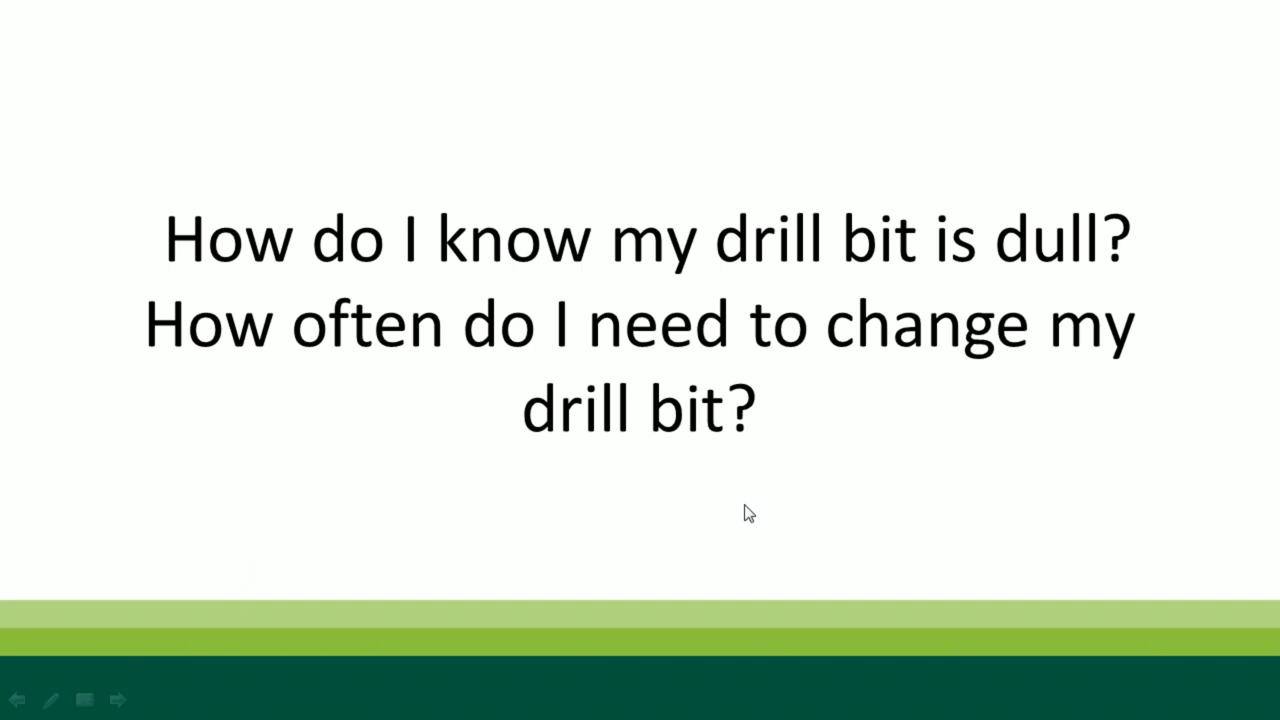 How do I know my drill bit is dull?
How often do I need to change my
drill bit?